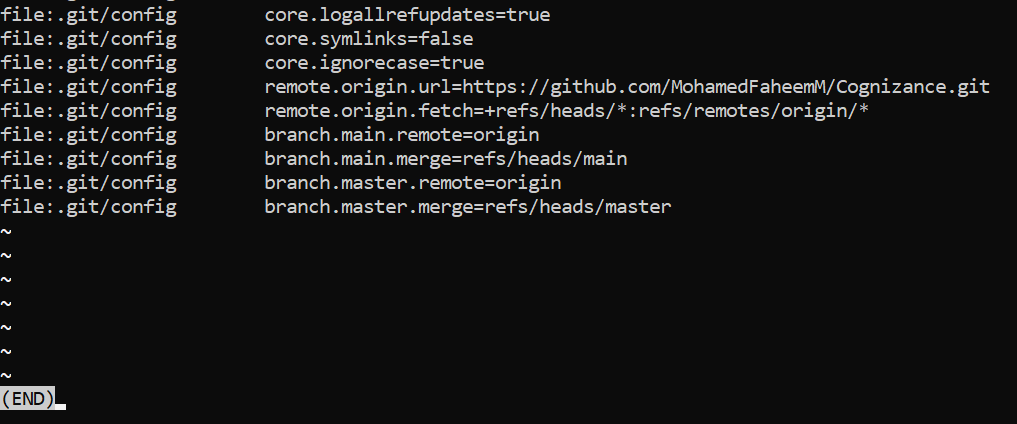 file:.git/config        core.logallrefupdates=true
file:.git/config        core.symlinks=false
file:.git/config        core.ignorecase=true
file:.git/config        remote.origin.url=https://github.com/MohamedFaheemM/Cognizance.git
file:.git/config        remote.origin.fetch=+refs/heads/*:refs/remotes/origin/*
file:.git/config        branch.main.remote=origin
file:.git/config        branch.main.merge=refs/heads/main
file:.git/config        branch.master.remote=origin
file:.git/config        branch.master.merge=refs/heads/master
~
~
~
~
~
~
~
(END)